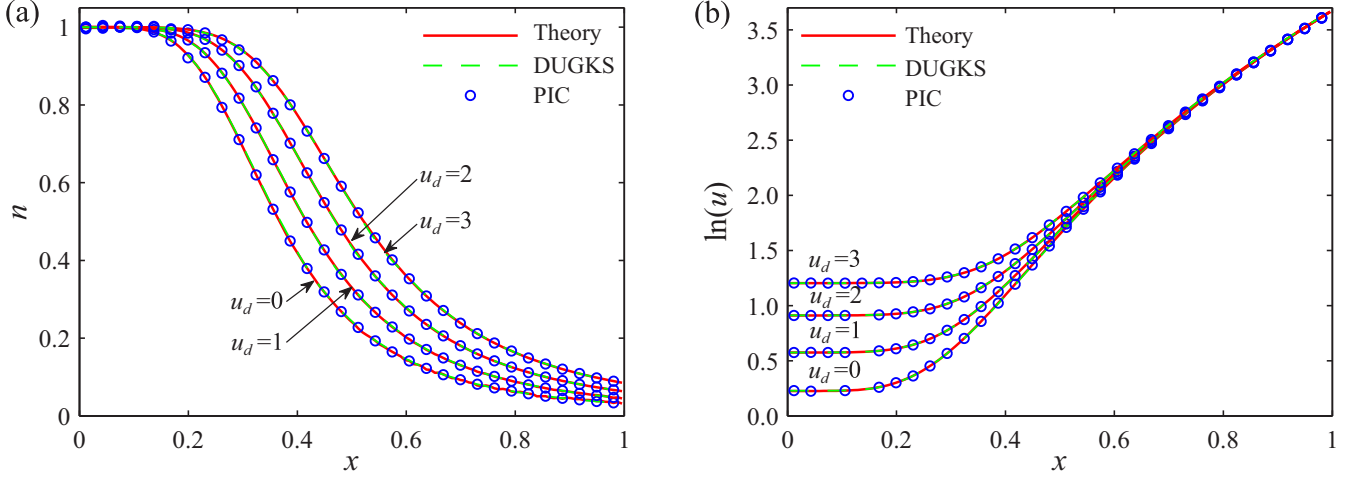 (a)
n
1
0.8
0.6
0.4
0.2
0
0
0.2
0.4
0.6
0.8
1
x
Theory
DUGKS
PIC
u_d=2
u_d=3
u_d=0
u_d=1
(b)
ln(u)
3.5
3.0
2.5
2.0
1.5
1.0
0.5
0.0
0
0.2
0.4
0.6
0.8
1
x
Theory
DUGKS
PIC
u_d=3
u_d=2
u_d=1
u_d=0